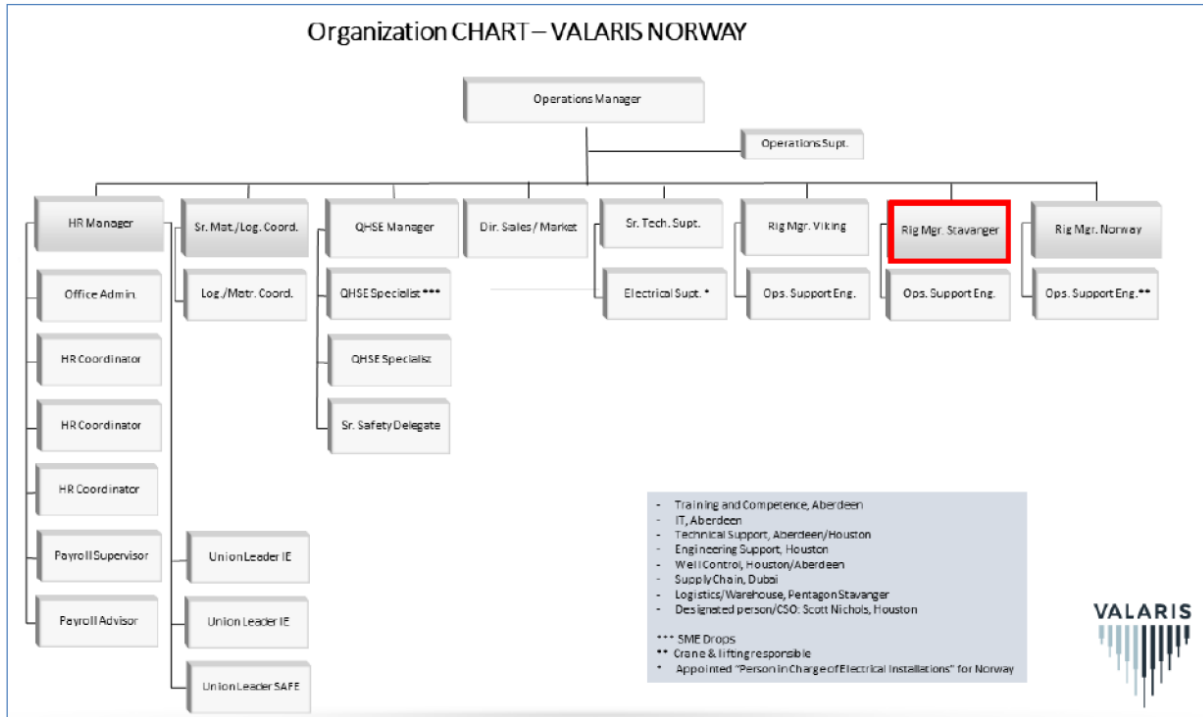 Organization CHART – VALARIS NORWAY
Operations Manager
Operations Supt.
HR Manager
Sr. Mat./Log. Coord.
QHSE Manager
Dir. Sales/ Market
Sr. Tech. Supt.
Rig Mgr. Viking
Rig Mgr. Stavanger
Rig Mgr. Norway
Office Admin.
Log./Matr. Coord.
QHSE Specialist ***
Electrical Supt. *
Ops. Support Eng.
Ops. Support Eng.
Ops. Support Eng.**
HR Coordinator
QHSE Specialist
HR Coordinator
Sr. Safety Delegate
HR Coordinator
Payroll Supervisor
Union Leader IE
Payroll Advisor
Union Leader IE
Union Leader SAFE
- Training and Competence, Aberdeen
- IT, Aberdeen
- Technical Support, Aberdeen/Houston
- Engineering Support, Houston
- Well Control, Houston/Aberdeen
- Supply Chain, Dubai
- Logistics/Warehouse, Pentagon Stavanger
- Designated person/CSO: Scott Nichols, Houston
*** SME Drops
** Crane & lifting responsible
* Appointed "Person in Charge of Electrical Installations" for Norway
VALARIS